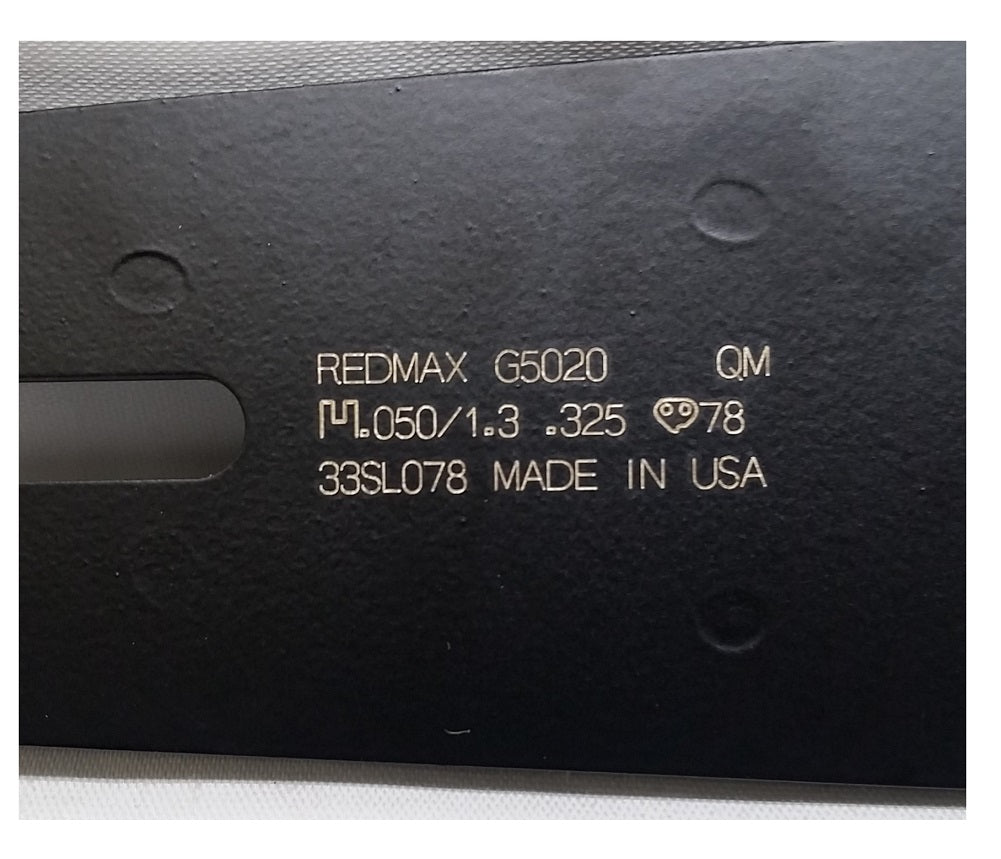 REDMAX G5020 QM
.050/1.3 .325 78
33SL078 MADE IN USA